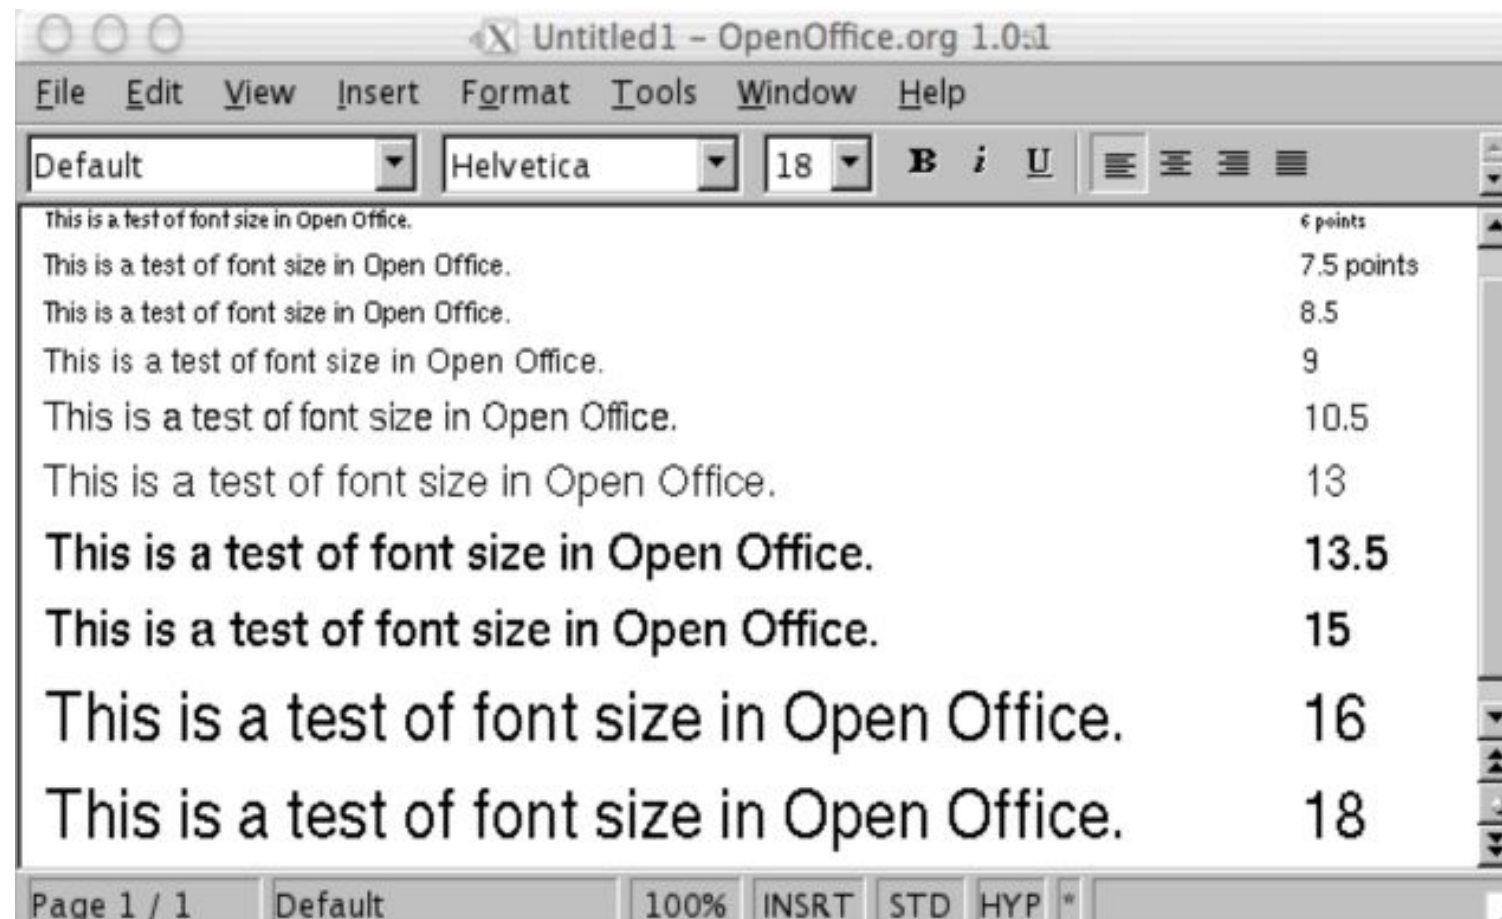 Untitled1 – OpenOffice.org 1.0.1
File Edit View Insert Format Tools Window Help
Default Helvetica 18 B i U
This is a test of font size in Open Office. 6 points
This is a test of font size in Open Office. 7.5 points
This is a test of font size in Open Office. 8.5
This is a test of font size in Open Office. 9
This is a test of font size in Open Office. 10.5
This is a test of font size in Open Office. 13
This is a test of font size in Open Office. 13.5
This is a test of font size in Open Office. 15
This is a test of font size in Open Office. 16
This is a test of font size in Open Office. 18
Page 1 / 1 Default 100% INSRT STD HYP *